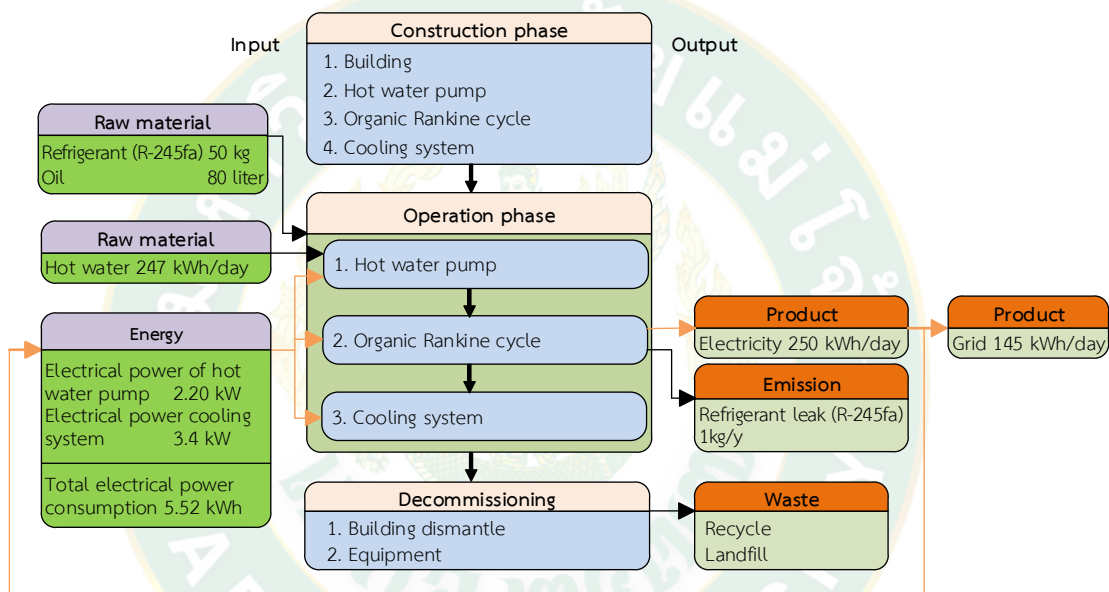 Input
Construction phase
Output
1. Building
2. Hot water pump
3. Organic Rankine cycle
4. Cooling system
Raw material
Refrigerant (R-245fa) 50 kg
Oil 80 liter
Raw material
Hot water 247 kWh/day
Energy
Electrical power of hot
water pump 2.20 kW
Electrical power cooling
system 3.4 kW
Total electrical power
consumption 5.52 kWh
Operation phase
1. Hot water pump
2. Organic Rankine cycle
3. Cooling system
Product
Electricity 250 kWh/day
Product
Grid 145 kWh/day
Emission
Refrigerant leak (R-245fa)
1kg/y
Decommissioning
1. Building dismantle
2. Equipment
Waste
Recycle
Landfill